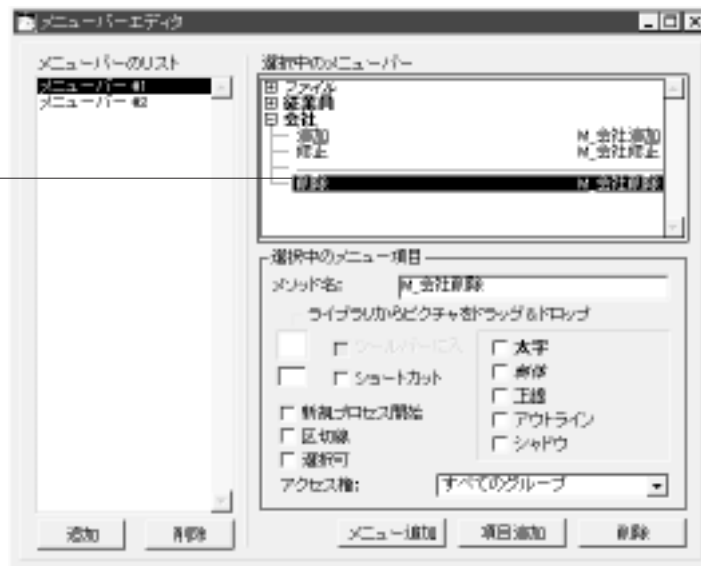 メニューバーエディタ
メニューバーのリスト
メニューバー #1
メニューバー #2
追加
削除
選択中のメニューバー
ファイル
従業員
会社
追加 M_会社追加
修正 M_会社修正
削除 M_会社削除
選択中のメニュー項目
メソッド名: M_会社削除
ライブラリからピクチャをドラッグ&ドロップ
ツールバーに入
ショートカット
新規プロセス開始
区切線
選択可
太字
斜体
下線
アウトライン
シャドウ
アクセス権: すべてのグループ
メニュー追加
項目追加
削除